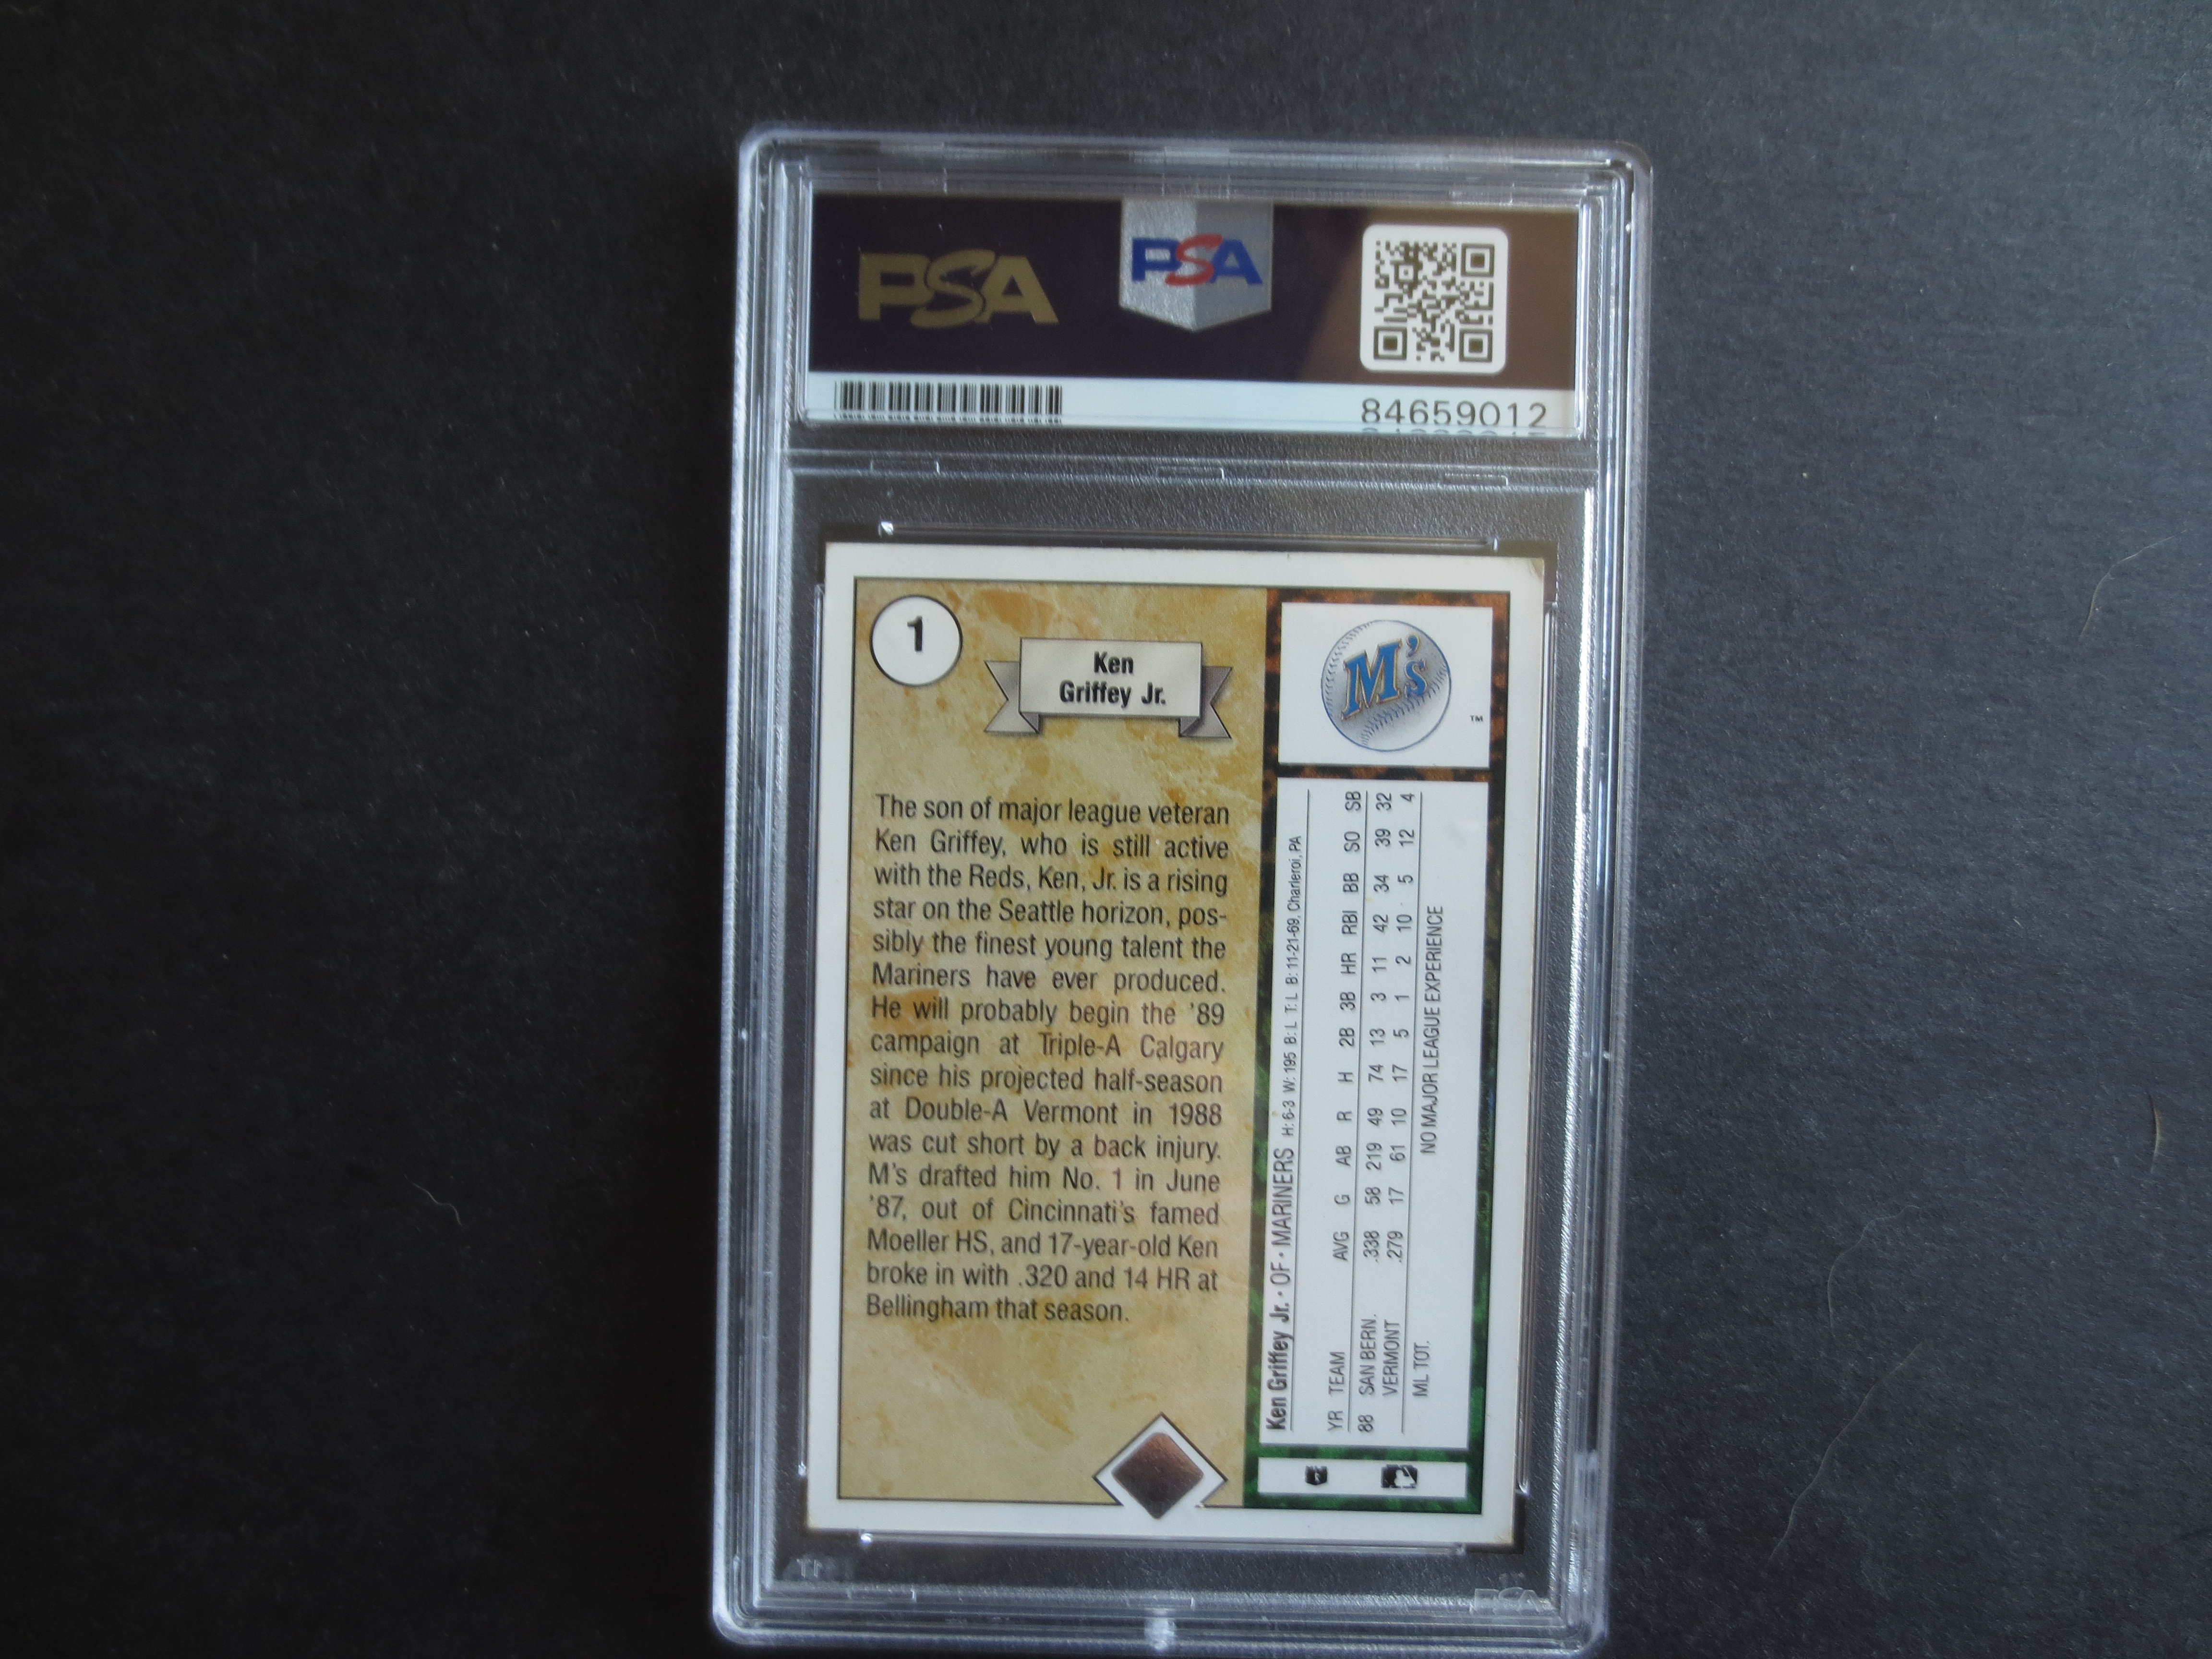 PSA
PSA
84659012
1
Ken
Griffey Jr.
M's
TM
The son of major league veteran
Ken Griffey, who is still active
with the Reds, Ken, Jr. is a rising
star on the Seattle horizon, pos-
sibly the finest young talent the
Mariners have ever produced.
He will probably begin the '89
campaign at Triple-A Calgary
since his projected half-season
at Double-A Vermont in 1988
was cut short by a back injury.
M's drafted him No. 1 in June
'87, out of Cincinnati's famed
Moeller HS, and 17-year-old Ken
broke in with .320 and 14 HR at
Bellingham that season.
Ken Griffey Jr. • OF • MARINERS H: 6-3 W: 195 B: L T: L B: 11-21-69, Charleroi, PA
YR TEAM AVG G AB R H 2B 3B HR RBI BB SO SB
88 SAN BERN. .338 58 219 49 74 13 3 11 42 34 39 32
VERMONT .279 17 61 10 17 5 1 2 10 5 12 4
ML TOT. NO MAJOR LEAGUE EXPERIENCE
PSA